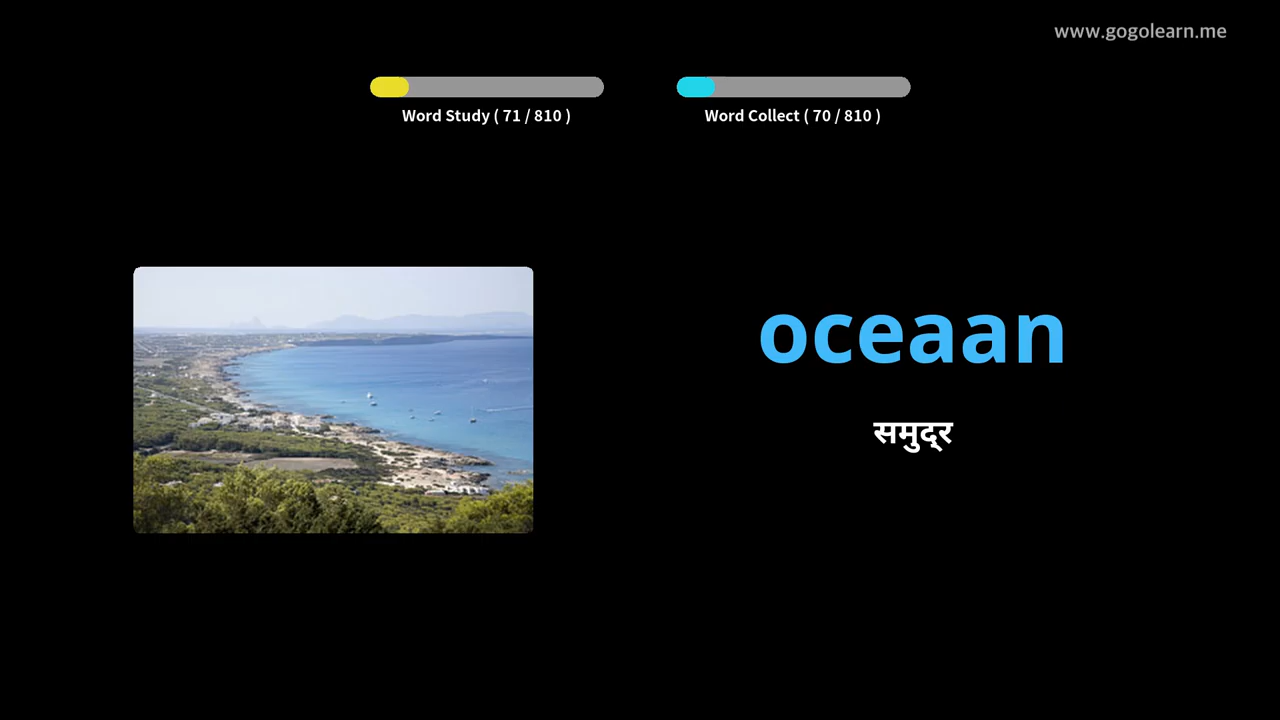 www.gogolearn.me
Word Study ( 71 / 810 )
Word Collect ( 70 / 810 )
oceaan
समुद्र